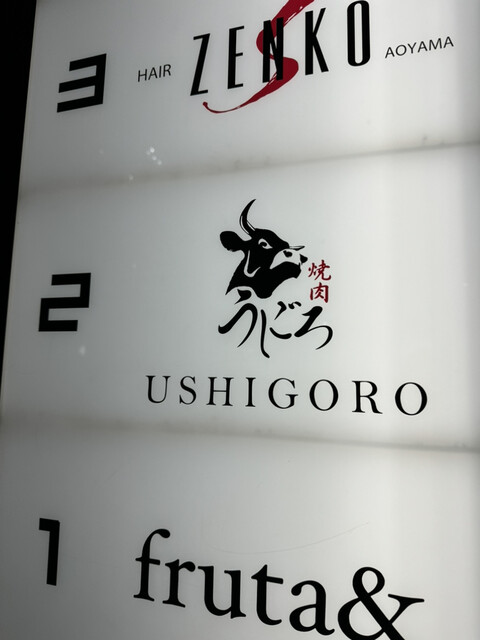 3 HAIR ZENKO AOYAMA
2
焼肉
うしごろ
USHIGORO
1 fruta&